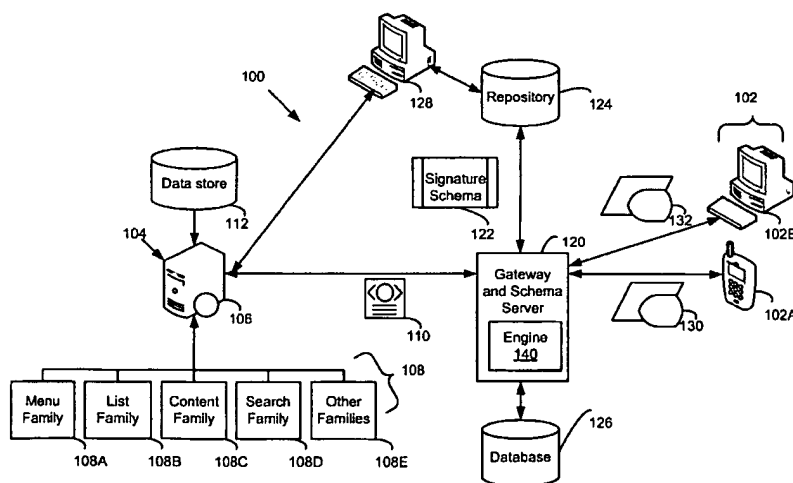 100
128
Repository
124
102
Data store
112
Signature
Schema
122
132
102B
104
120
106
110
Gateway
and Schema
Server
Engine
140
130
102A
108
Menu
Family
List
Family
Content
Family
Search
Family
Other
Families
108A
108B
108C
108D
108E
Database
126